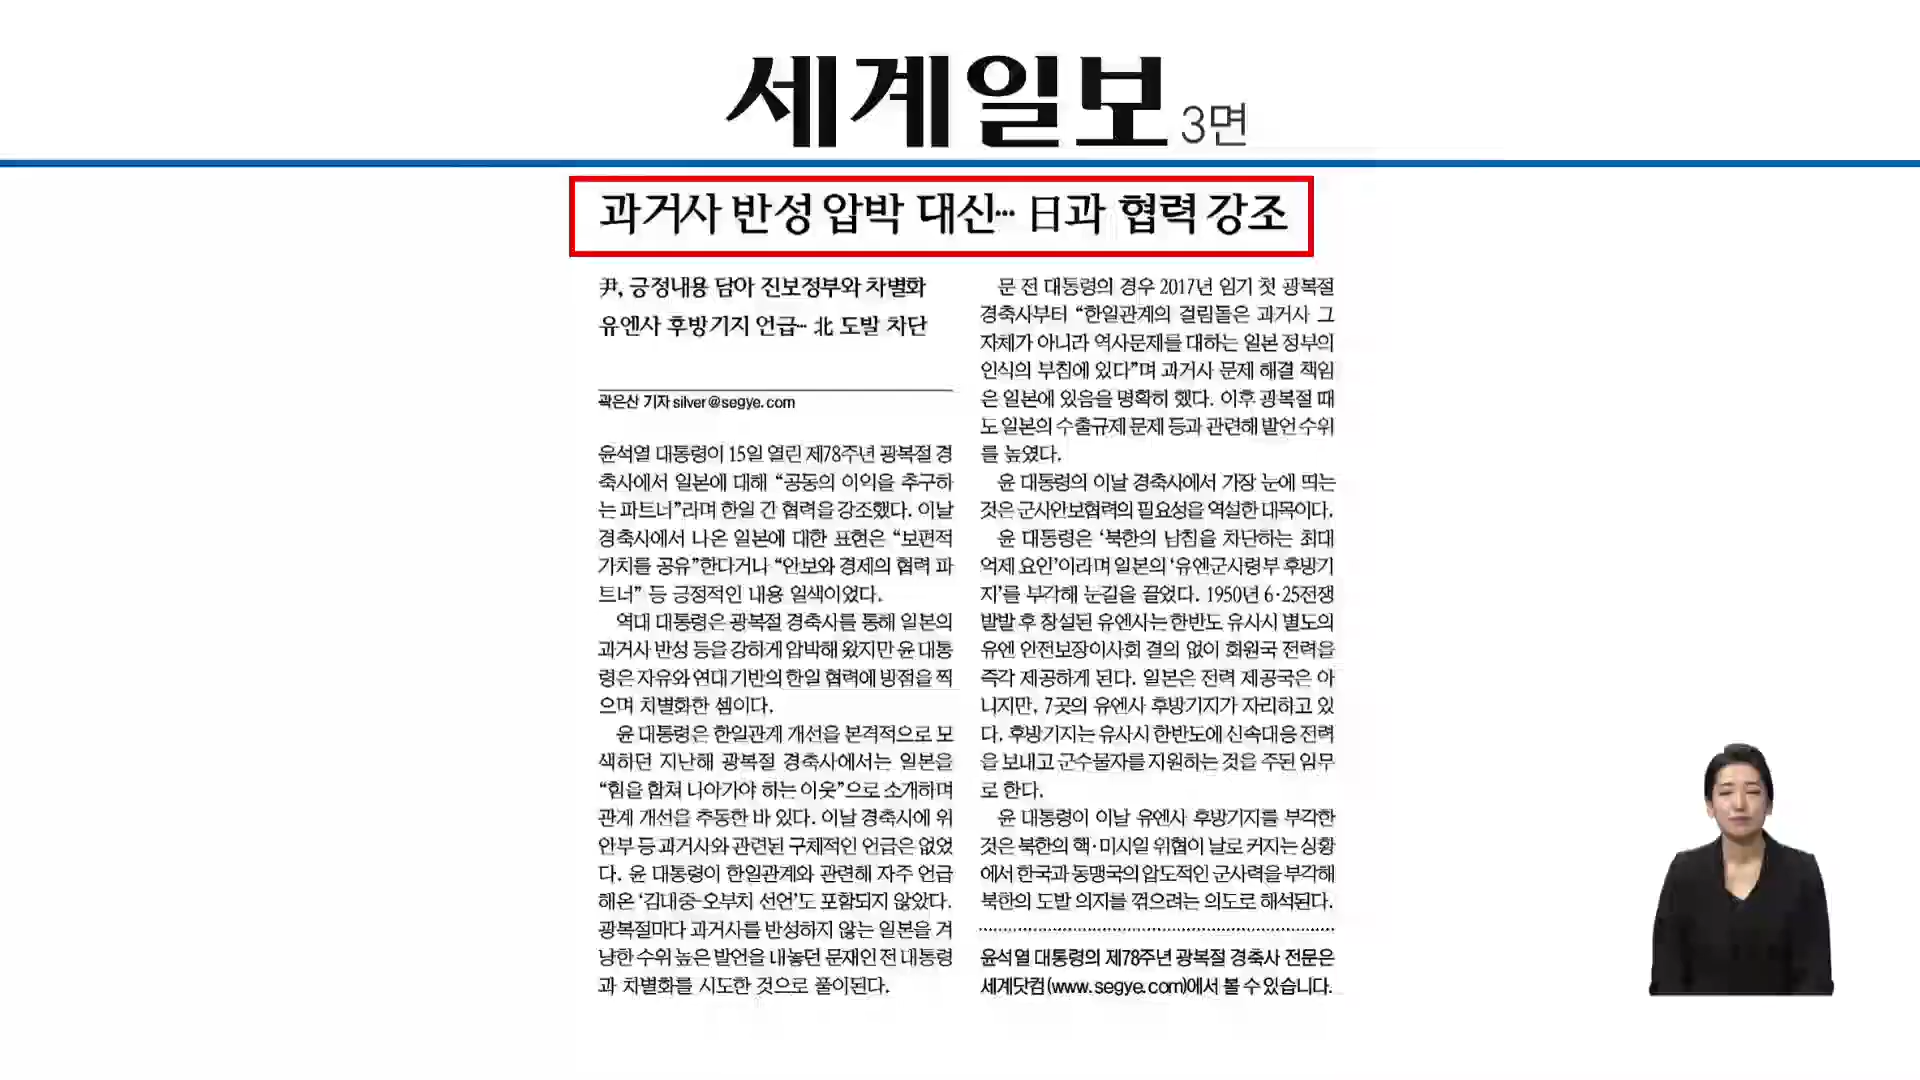 세계일보 3면
과거사 반성 압박 대신… 日과 협력 강조
尹, 긍정내용 담아 진보정부와 차별화
유엔사 후방기지 언급… 北 도발 차단
곽은산 기자 silver@segye.com
윤석열 대통령이 15일 열린 제78주년 광복절 경
축사에서 일본에 대해 “공동의 이익을 추구하
는 파트너”라며 한일 간 협력을 강조했다. 이날
경축사에서 나온 일본에 대한 표현은 “보편적
가치를 공유”한다거나 “안보와 경제의 협력 파
트너” 등 긍정적인 내용 일색이었다.
역대 대통령은 광복절 경축사를 통해 일본의
과거사 반성 등을 강하게 압박해 왔지만 윤 대통
령은 자유와 연대 기반의 한일 협력에 방점을 찍
으며 차별화한 셈이다.
윤 대통령은 한일관계 개선을 본격적으로 모
색하던 지난해 광복절 경축사에서는 일본을
“힘을 합쳐 나아가야 하는 이웃”으로 소개하며
관계 개선을 추동한 바 있다. 이날 경축사에 위
안부 등 과거사와 관련된 구체적인 언급은 없었
다. 윤 대통령이 한일관계와 관련해 자주 언급
해온 ‘김대중-오부치 선언’도 포함되지 않았다.
광복절마다 과거사를 반성하지 않는 일본을 겨
냥한 수위 높은 발언을 내놓던 문재인 전 대통령
과 차별화를 시도한 것으로 풀이된다.
문 전 대통령의 경우 2017년 임기 첫 광복절
경축사부터 “한일관계의 걸림돌은 과거사 그
자체가 아니라 역사문제를 대하는 일본 정부의
인식의 부침에 있다”며 과거사 문제 해결 책임
은 일본에 있음을 명확히 했다. 이후 광복절 때
도 일본의 수출규제 문제 등과 관련해 발언 수위
를 높였다.
윤 대통령의 이날 경축사에서 가장 눈에 띄는
것은 군사안보협력의 필요성을 역설한 대목이다.
윤 대통령은 ‘북한의 남침을 차단하는 최대
억제 요인’이라며 일본의 ‘유엔군사령부 후방기
지’를 부각해 눈길을 끌었다. 1950년 6·25전쟁
발발 후 창설된 유엔사는 한반도 유사시 별도의
유엔 안전보장이사회 결의 없이 회원국 전력을
즉각 제공하게 된다. 일본은 전력 제공국은 아
니지만, 7곳의 유엔사 후방기지가 자리하고 있
다. 후방기지는 유사시 한반도에 신속대응 전력
을 보내고 군수물자를 지원하는 것을 주된 임무
로 한다.
윤 대통령이 이날 유엔사 후방기지를 부각한
것은 북한의 핵·미사일 위협이 날로 커지는 상황
에서 한국과 동맹국의 압도적인 군사력을 부각해
북한의 도발 의지를 꺾으려는 의도로 해석된다.
윤석열 대통령의 제78주년 광복절 경축사 전문은
세계닷컴(www.segye.com)에서 볼 수 있습니다.